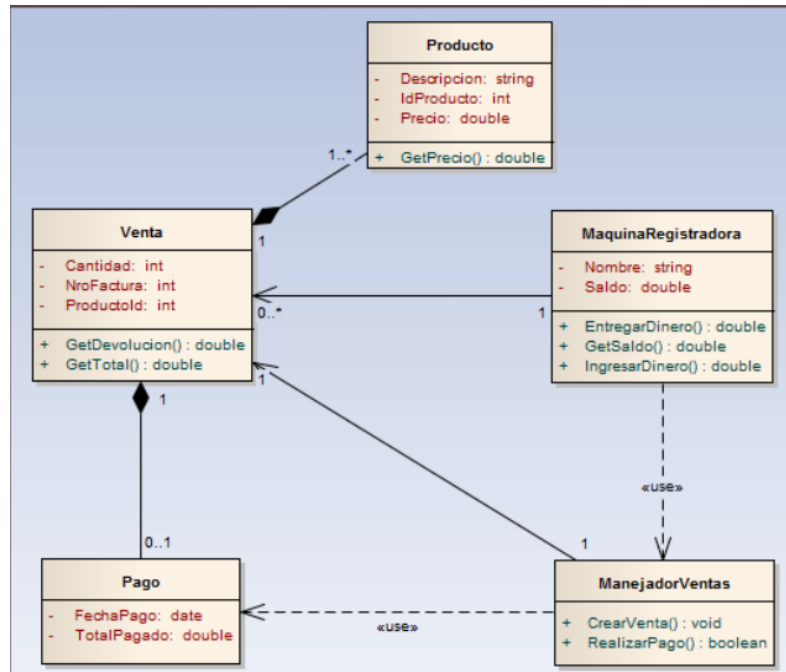 Producto
- Descripcion: string
- IdProducto: int
- Precio: double
+ GetPrecio() : double
1..*
1
Venta
- Cantidad: int
- NroFactura: int
- ProductoId: int
+ GetDevolucion() : double
+ GetTotal() : double
MaquinaRegistradora
- Nombre: string
- Saldo: double
+ EntregarDinero() : double
+ GetSaldo() : double
+ IngresarDinero() : double
0..*
1
1
1
«use»
0..1
1
Pago
- FechaPago: date
- TotalPagado: double
«use»
ManejadorVentas
+ CrearVenta() : void
+ RealizarPago() : boolean